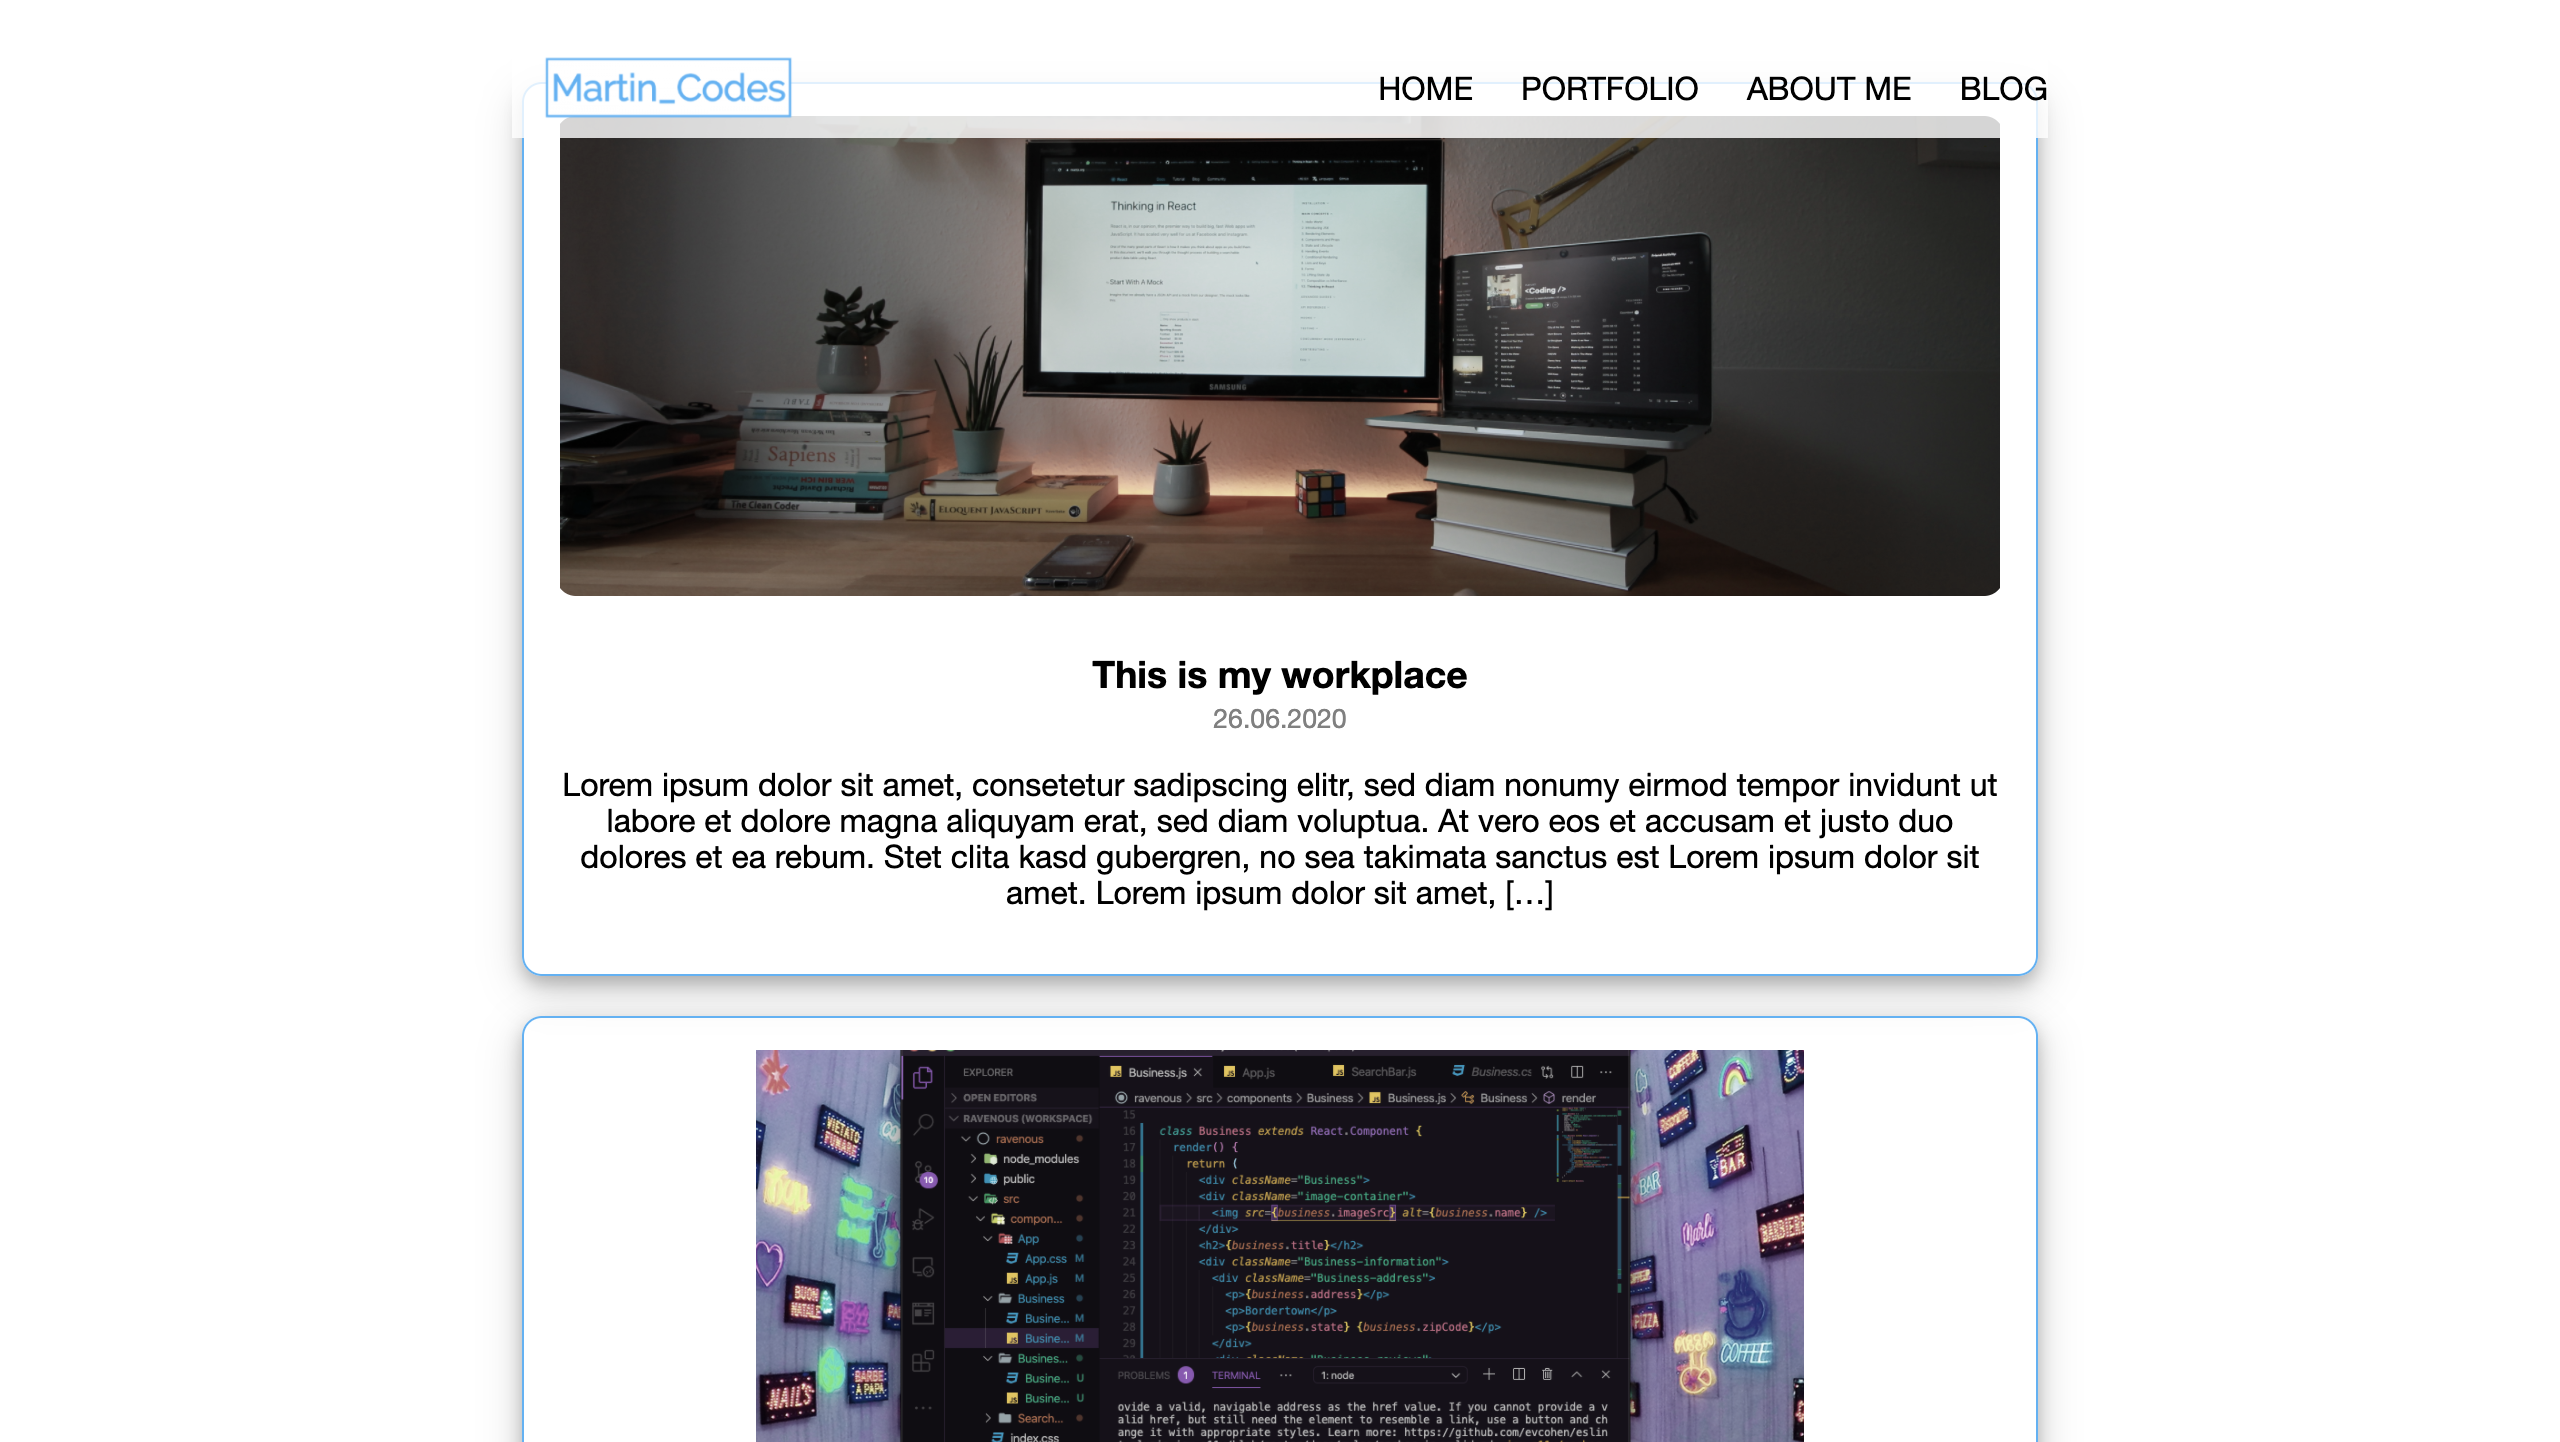 Martin_Codes
HOME PORTFOLIO ABOUT ME BLOG
Thinking in React
Start With A Mock
SAMSUNG
<Coding />
Sapiens
The Clean Coder
ELOQUENT JAVASCRIPT
This is my workplace
26.06.2020
Lorem ipsum dolor sit amet, consetetur sadipscing elitr, sed diam nonumy eirmod tempor invidunt ut
labore et dolore magna aliquyam erat, sed diam voluptua. At vero eos et accusam et justo duo
dolores et ea rebum. Stet clita kasd gubergren, no sea takimata sanctus est Lorem ipsum dolor sit
amet. Lorem ipsum dolor sit amet, […]
EXPLORER
OPEN EDITORS
RAVENOUS (WORKSPACE)
ravenous
node_modules
public
src
compon...
App
App.css M
App.js M
Business
Busine... M
Busine... M
Busines...
Busine... U
Busine... U
Search...
index.css
10
Business.js App.js SearchBar.js Business.cs
ravenous > src > components > Business > Business.js > Business > render
15
16 class Business extends React.Component {
17 render() {
18 return (
19 <div className="Business">
20 <div className="image-container">
21 <img src={business.imageSrc} alt={business.name} />
22 </div>
23 <h2>{business.title}</h2>
24 <div className="Business-information">
25 <div className="Business-address">
26 <p>{business.address}</p>
27 <p>Bordertown</p>
28 <p>{business.state} {business.zipCode}</p>
29 </div>
PROBLEMS 1 TERMINAL ... 1: node
ovide a valid, navigable address as the href value. If you cannot provide a v
alid href, but still need the element to resemble a link, use a button and ch
ange it with appropriate styles. Learn more: https://github.com/evcohen/eslin
VIETATO
FUMARE
BUON
NATALE
NAIL'S
BARBE
A PAPA
BAR
BAR
PIZZA
COFFEE